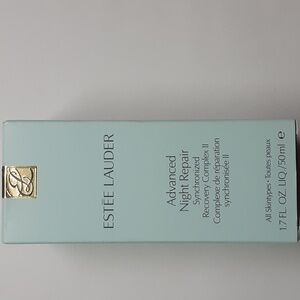 ESTĒE LAUDER
Advanced
Night Repair
Synchronized
Recovery Complex II
Complexe de réparation
synchronisée II
All Skintypes • Toutes peaux
1.7 FL. OZ. LIQ./50 ml ℮